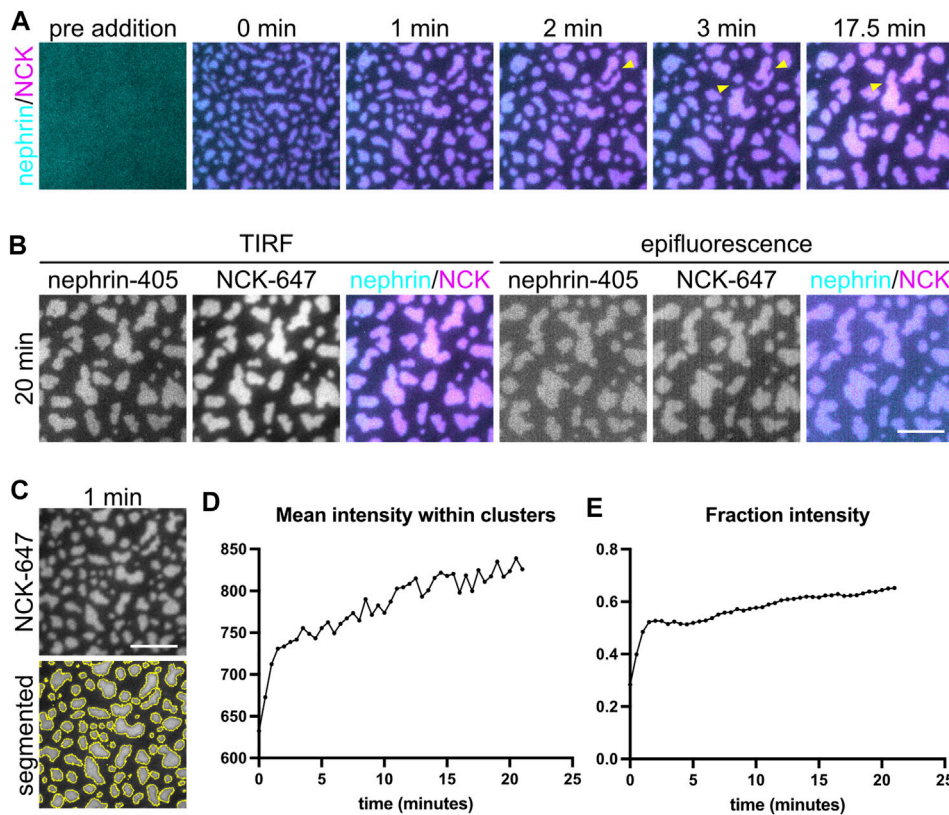 A
pre addition 0 min 1 min 2 min 3 min 17.5 min
nephrin/NCK
B
TIRF epifluorescence
nephrin-405 NCK-647 nephrin/NCK nephrin-405 NCK-647 nephrin/NCK
20 min
C
1 min
NCK-647
segmented
D
Mean intensity within clusters
850
800
750
700
650
600
0 5 10 15 20 25
time (minutes)
E
Fraction intensity
0.8
0.6
0.4
0.2
0.0
0 5 10 15 20 25
time (minutes)